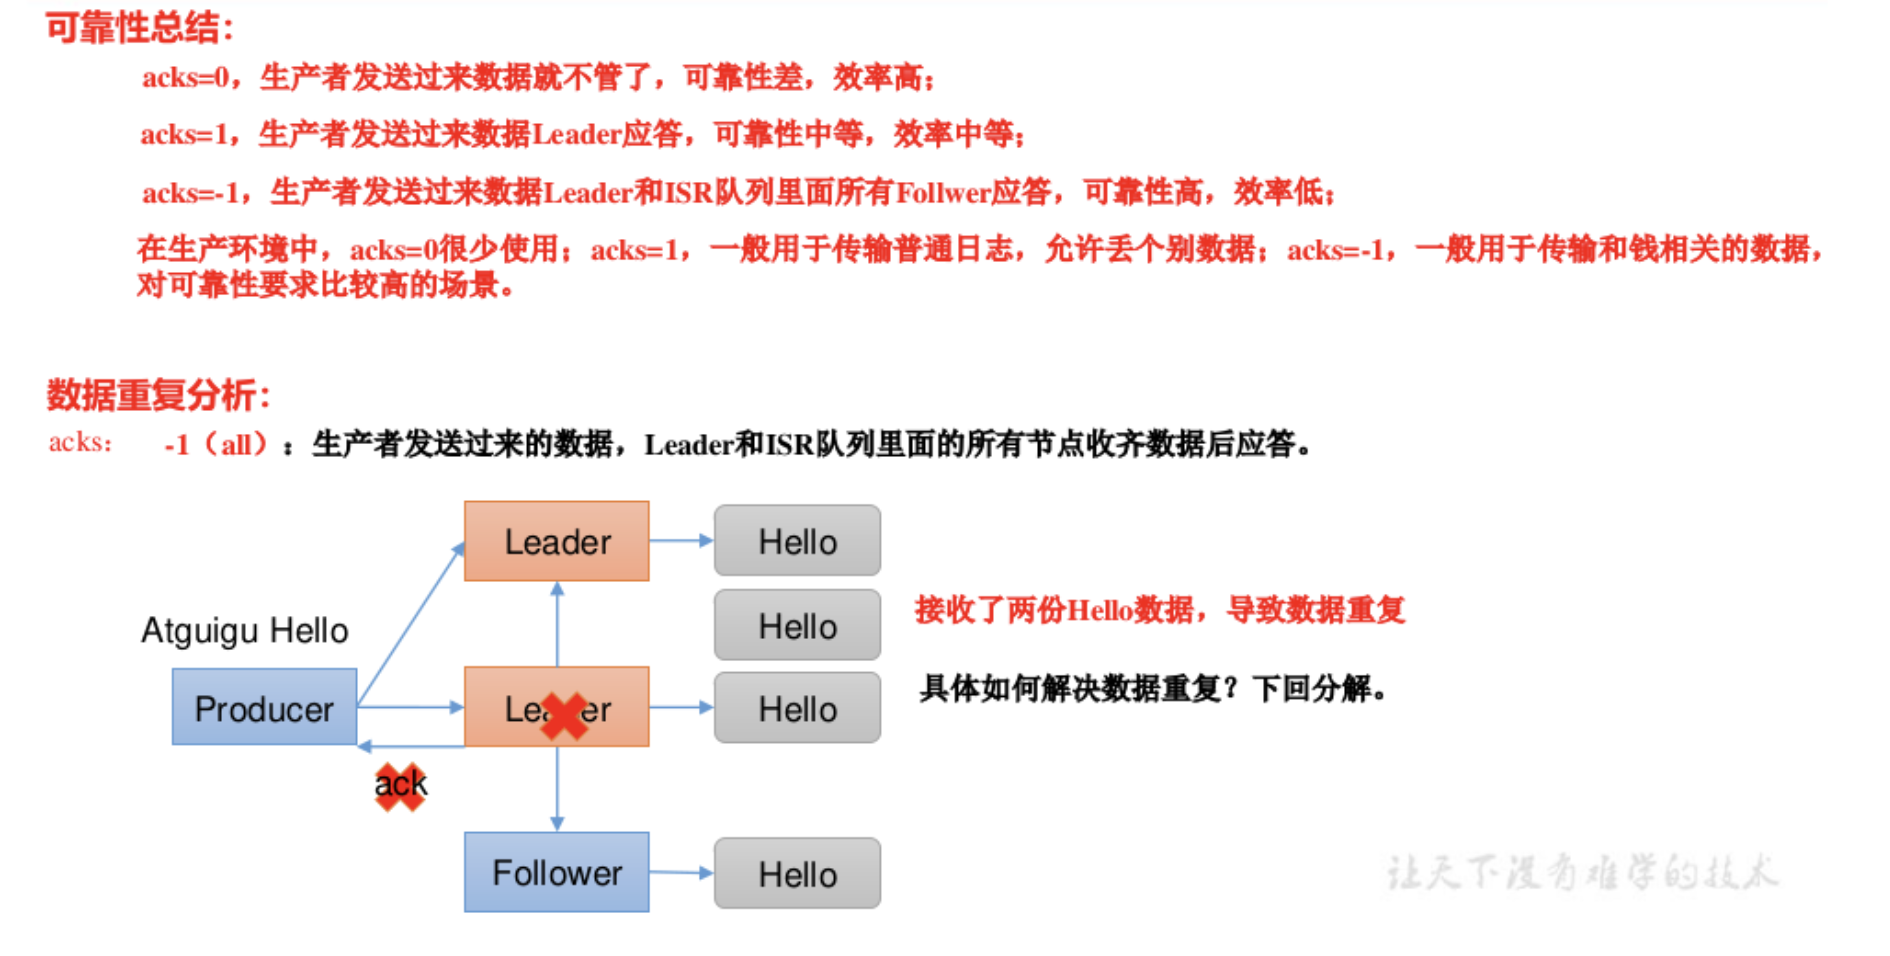 可靠性总结：
acks=0，生产者发送过来数据就不管了，可靠性差，效率高；
acks=1，生产者发送过来数据Leader应答，可靠性中等，效率中等；
acks=-1，生产者发送过来数据Leader和ISR队列里面所有Follwer应答，可靠性高，效率低；
在生产环境中，acks=0很少使用；acks=1，一般用于传输普通日志，允许丢个别数据；acks=-1，一般用于传输和钱相关的数据，
对可靠性要求比较高的场景。
数据重复分析：
acks： -1（all）：生产者发送过来的数据，Leader和ISR队列里面的所有节点收齐数据后应答。
Leader
Hello
Hello
接收了两份Hello数据，导致数据重复
Atguigu Hello
Producer
Leader
Hello
具体如何解决数据重复？下回分解。
ack
Follower
Hello
让天下没有难学的技术